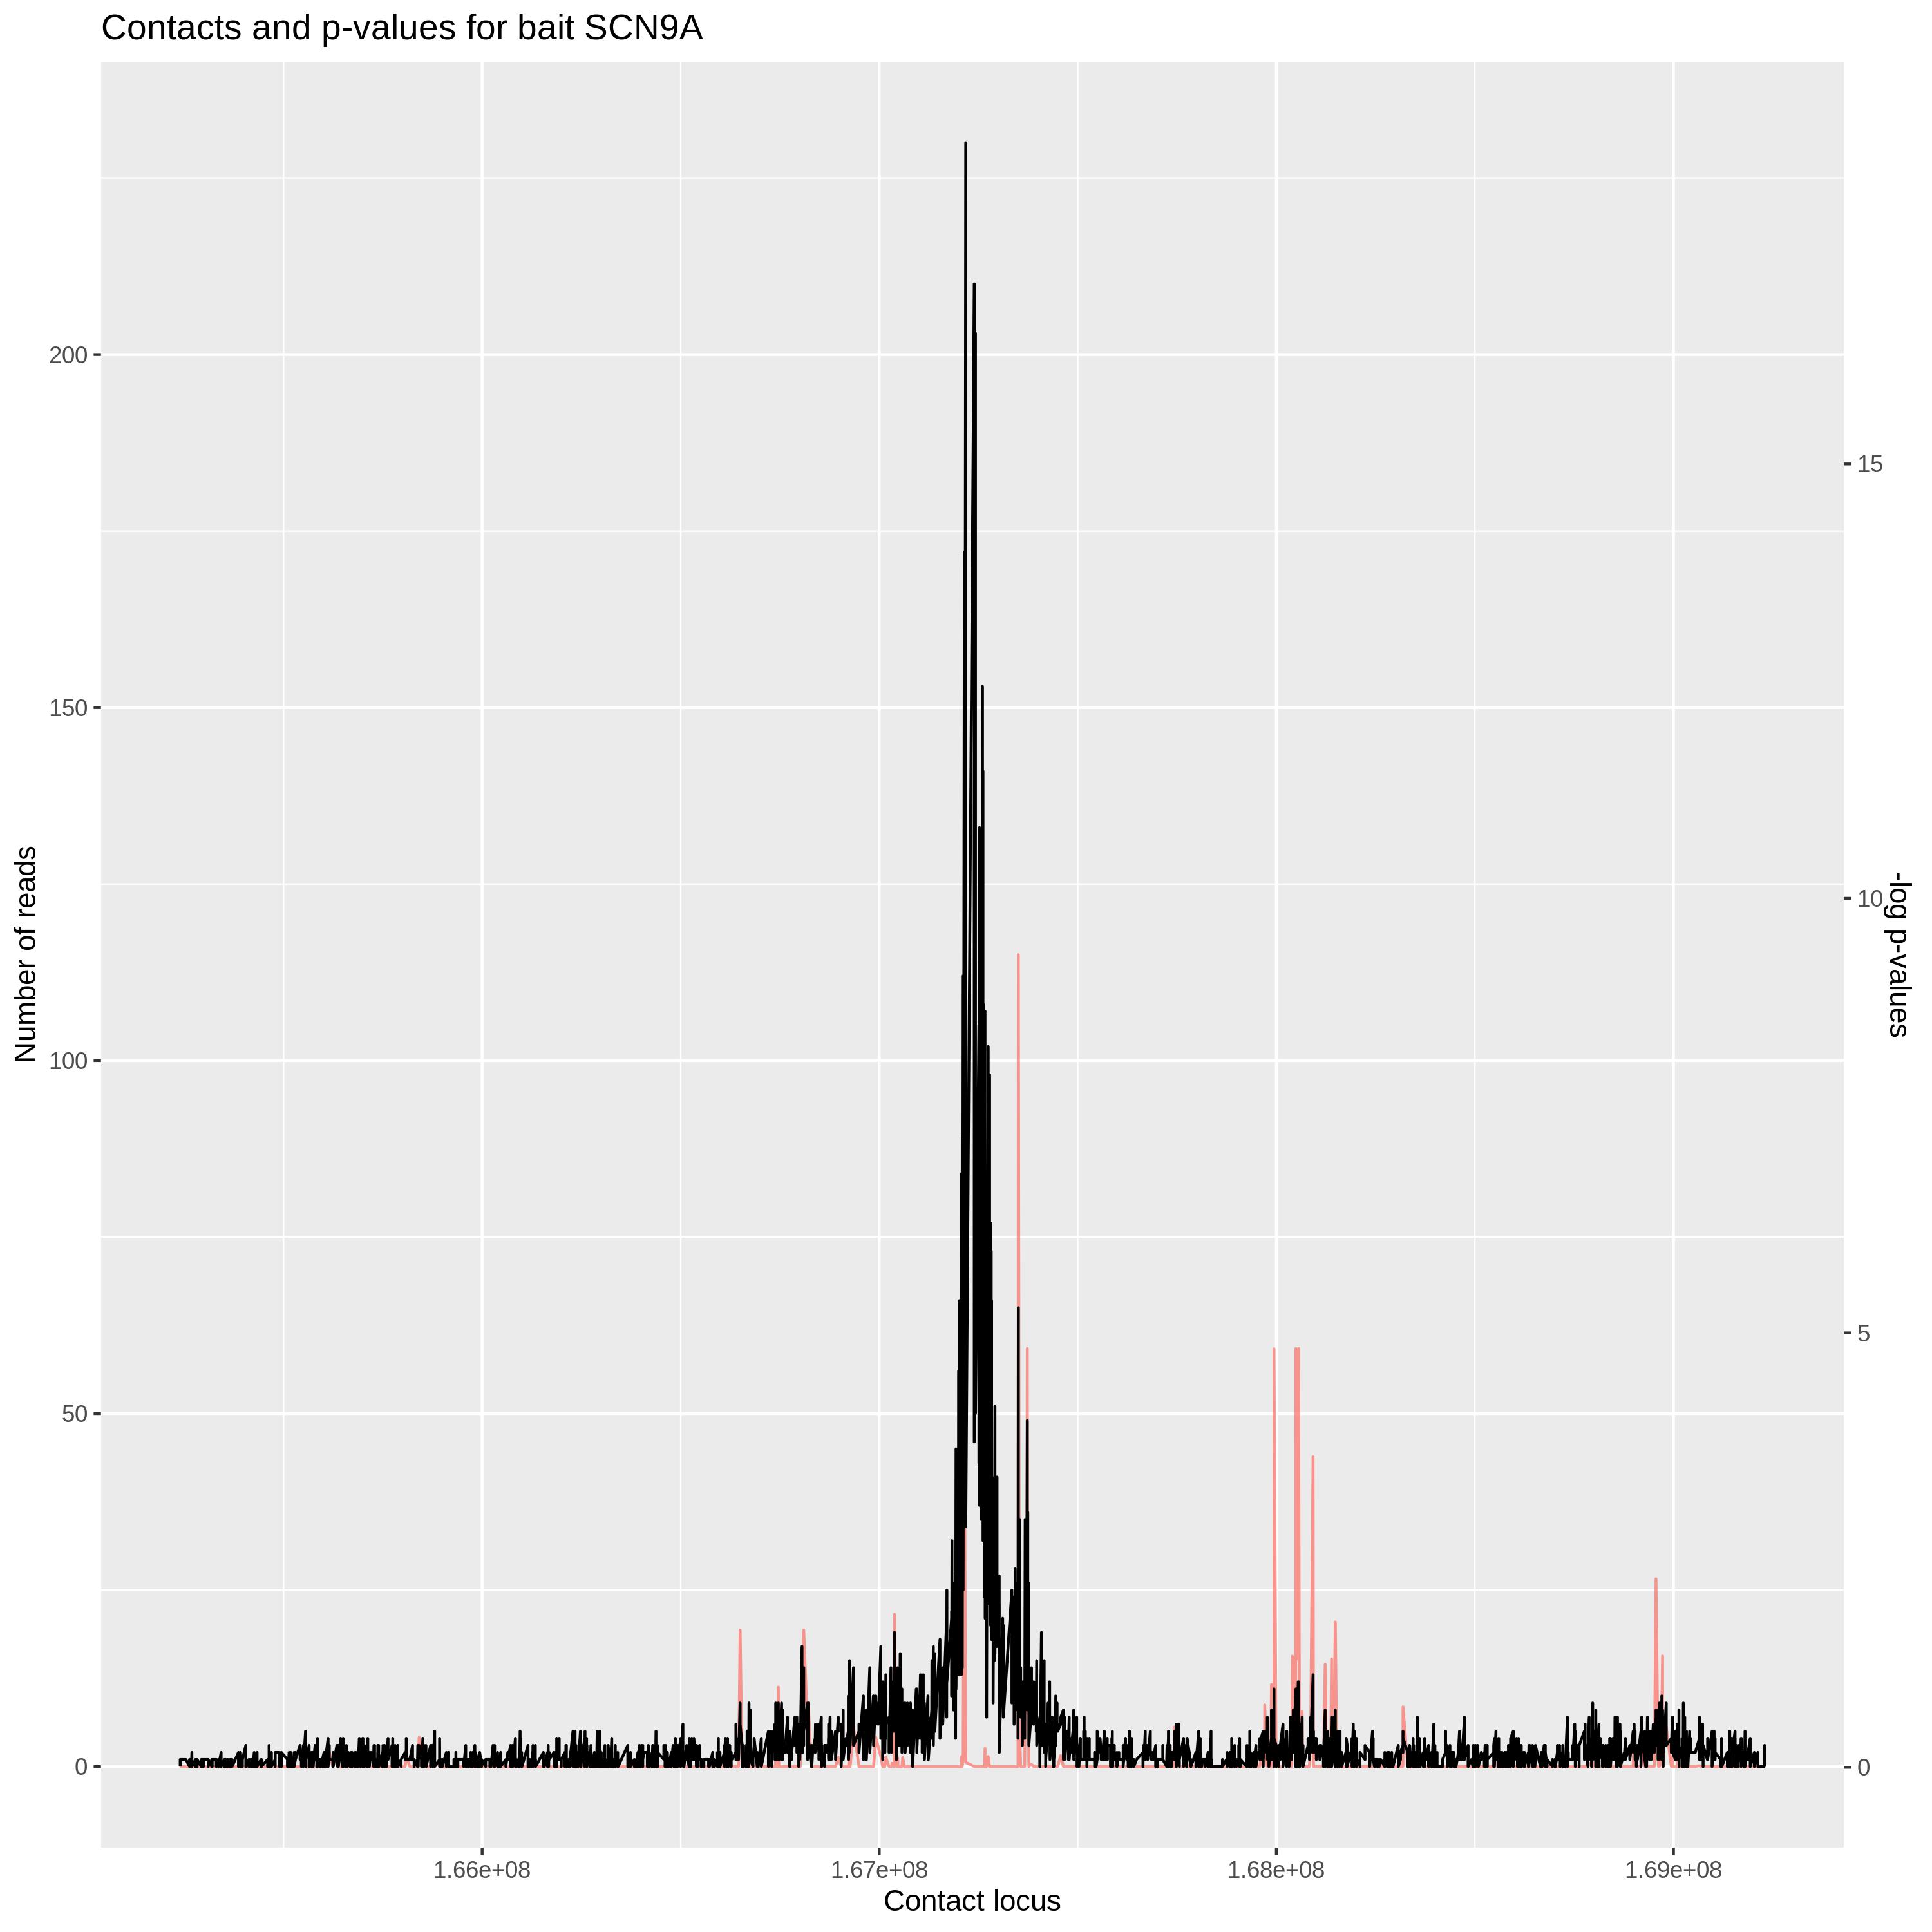 Contacts and p-values for bait SCN9A
200
150
100
50
0
Number of reads
15
10
5
0
-log p-values
1.66e+08
1.67e+08
1.68e+08
1.69e+08
Contact locus